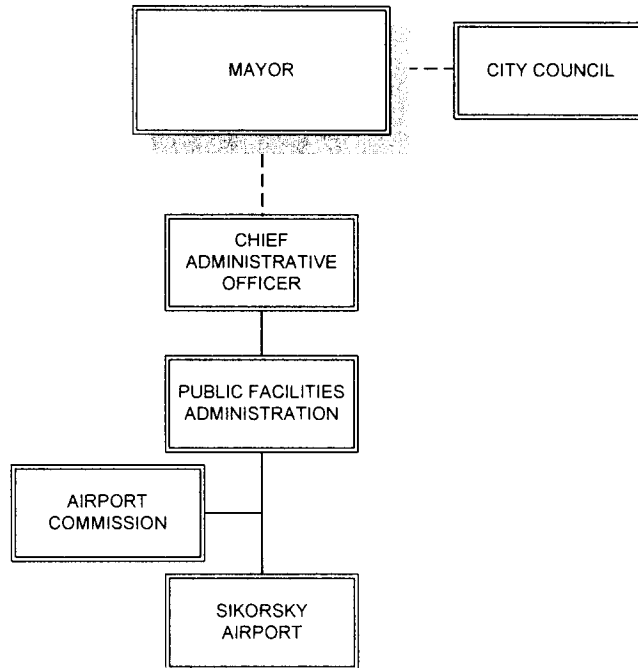 MAYOR
CITY COUNCIL
CHIEF
ADMINISTRATIVE
OFFICER
PUBLIC FACILITIES
ADMINISTRATION
AIRPORT
COMMISSION
SIKORSKY
AIRPORT